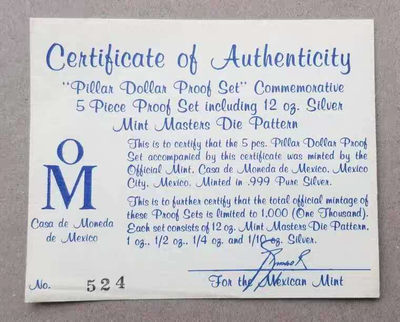 Certificate of Authenticity
"Pillar Dollar Proof Set" Commemorative
5 Piece Proof Set including 12 oz. Silver
Mint Masters Die Pattern
This is to certify that the 5 pcs. Pillar Dollar Proof
Set accompanied by this certificate was minted by the
Official Mint. Casa de Moneda de Mexico. Mexico
City, Mexico. Minted in .999 Pure Silver.
This is to further certify that the total official mintage of
these Proof Sets is limited to 1,000 (One Thousand).
Each set consists of 12 oz. Mint Masters Die Pattern,
1 oz., 1/2 oz., 1/4 oz. and 1/10 oz. Silver.
O
M
Casa de Moneda
de Mexico
No. 524
For the Mexican Mint